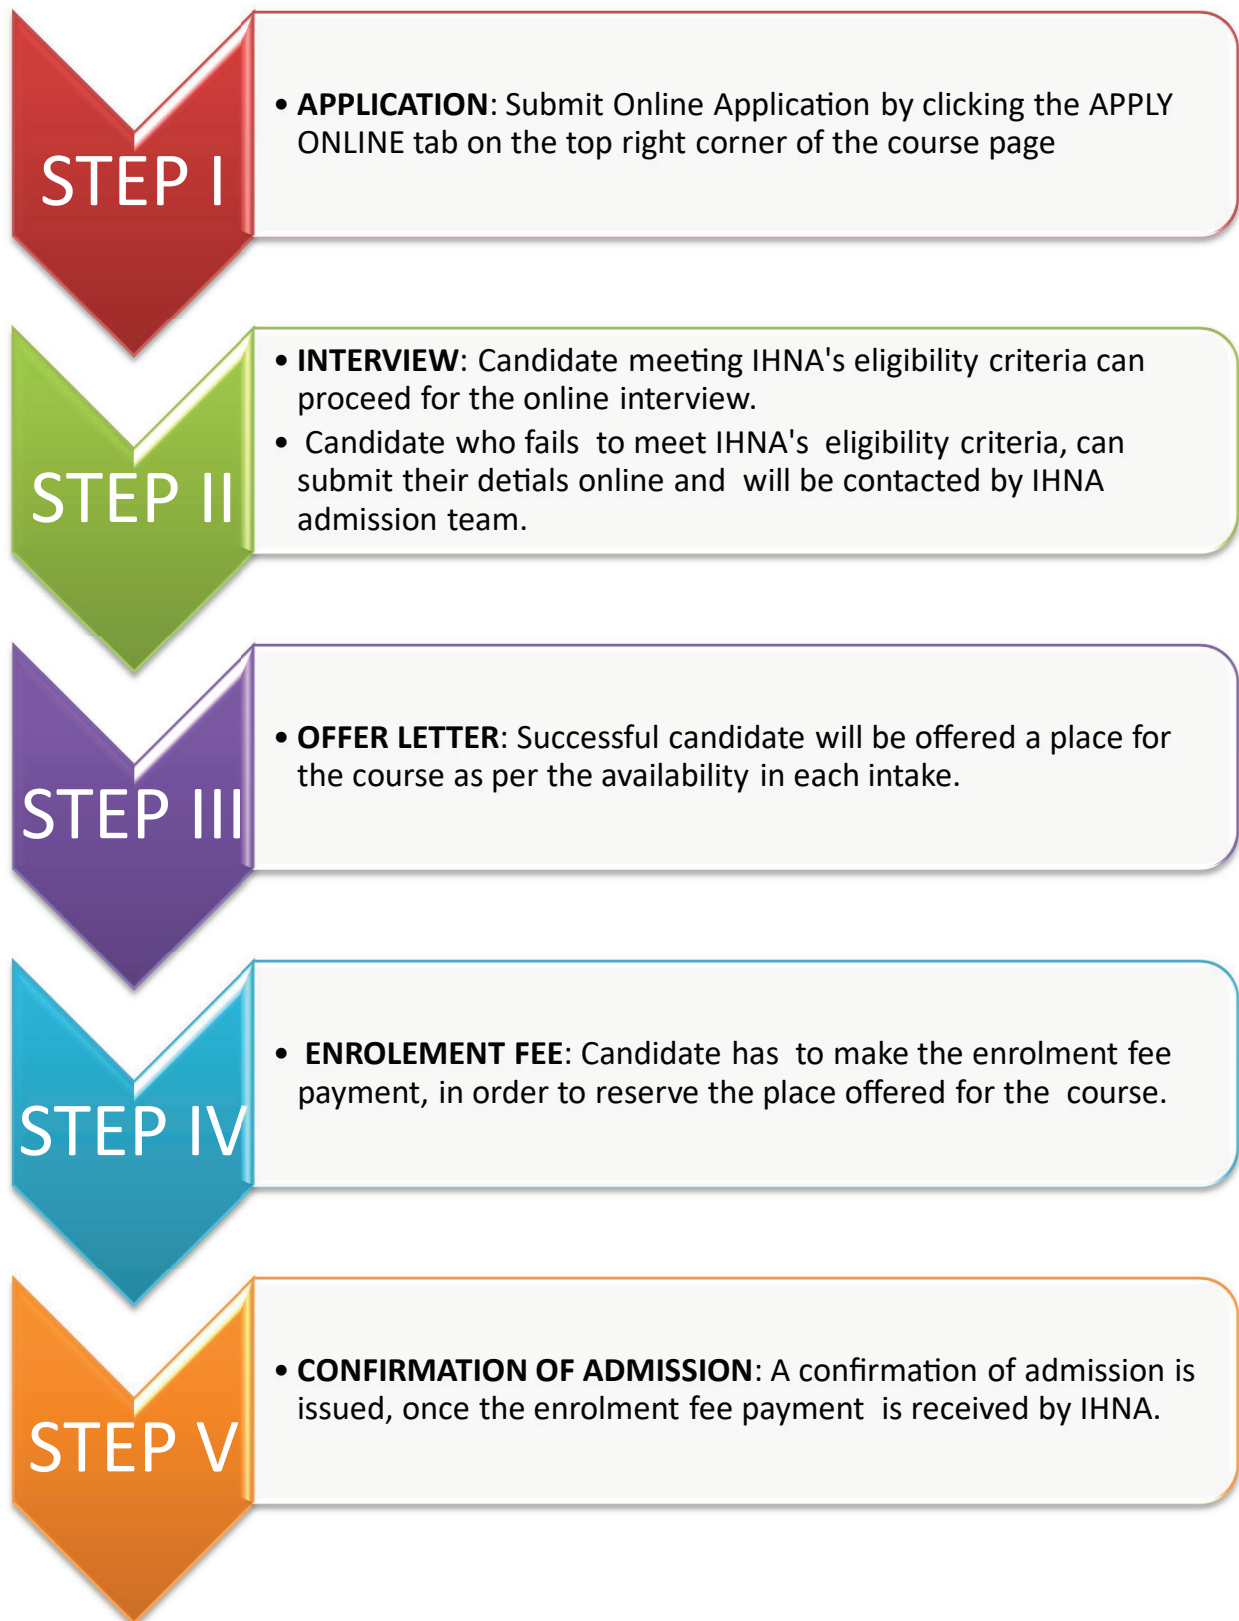 STEP I
• APPLICATION: Submit Online Application by clicking the APPLY
ONLINE tab on the top right corner of the course page
STEP II
• INTERVIEW: Candidate meeting IHNA's eligibility criteria can
proceed for the online interview.
• Candidate who fails to meet IHNA's eligibility criteria, can
submit their detials online and will be contacted by IHNA
admission team.
STEP III
• OFFER LETTER: Successful candidate will be offered a place for
the course as per the availability in each intake.
STEP IV
• ENROLEMENT FEE: Candidate has to make the enrolment fee
payment, in order to reserve the place offered for the course.
STEP V
• CONFIRMATION OF ADMISSION: A confirmation of admission is
issued, once the enrolment fee payment is received by IHNA.